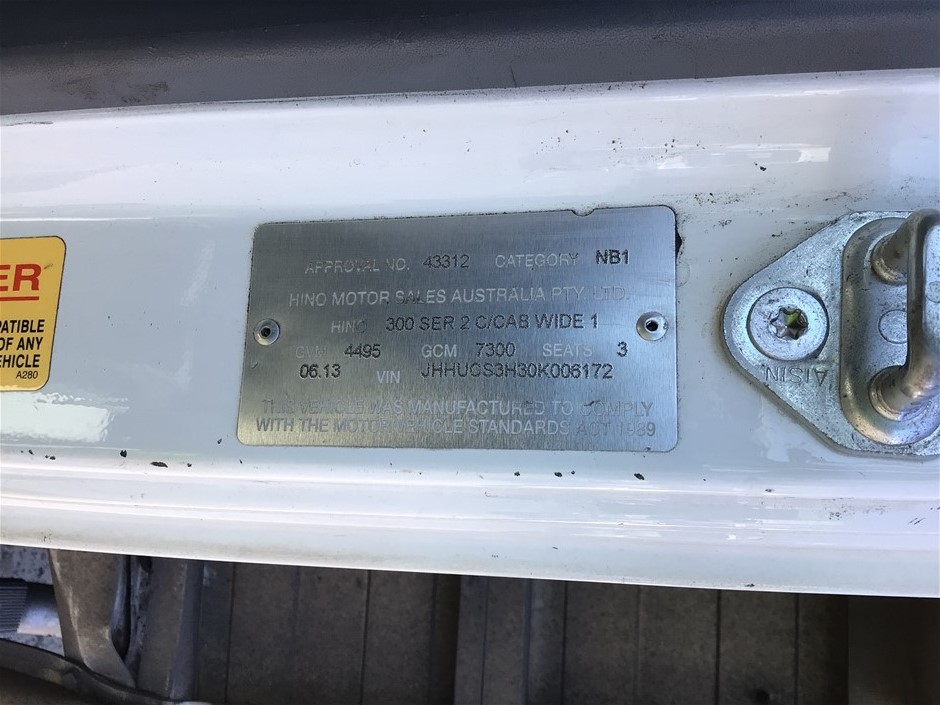 ER
PATIBLE
OF ANY
EHICLE
A280
APPROVAL NO. 43312 CATEGORY NB1
HINO MOTOR SALES AUSTRALIA PTY. LTD.
HINO 300 SER 2 C/CAB WIDE 1
GVM 4495 GCM 7300 SEATS 3
06.13 VIN JHHUCS3H30K006172
THIS VEHICLE WAS MANUFACTURED TO COMPLY
WITH THE MOTOR VEHICLE STANDARDS ACT 1989
AISIN